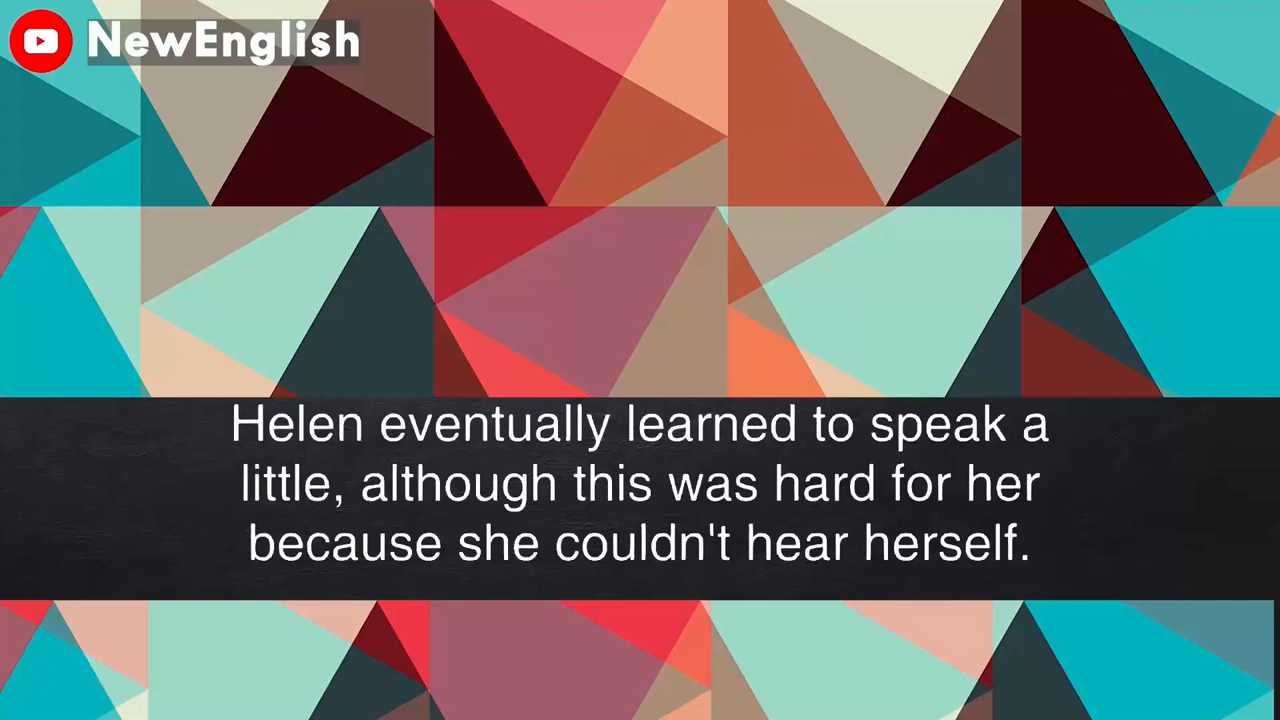 NewEnglish
Helen eventually learned to speak a
little, although this was hard for her
because she couldn't hear herself.